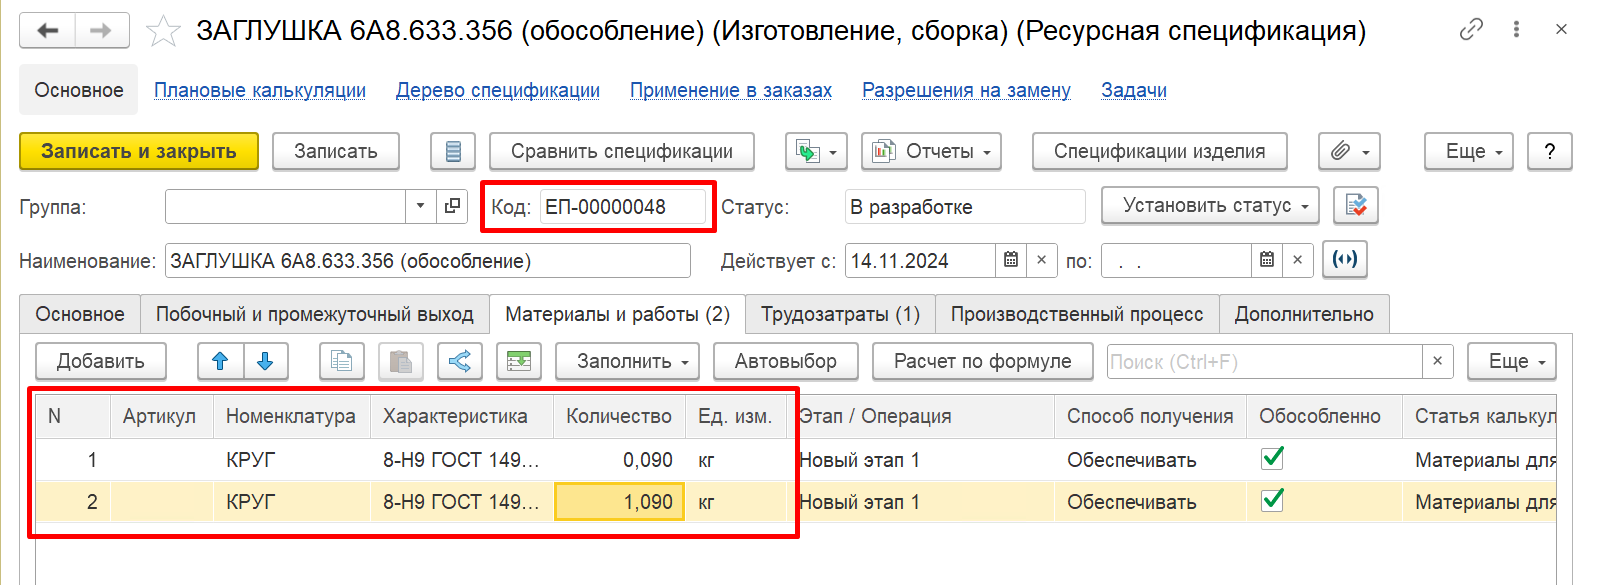 ЗАГЛУШКА 6А8.633.356 (обособление) (Изготовление, сборка) (Ресурсная спецификация)
Основное Плановые калькуляции Дерево спецификации Применение в заказах Разрешения на замену Задачи
Записать и закрыть Записать Сравнить спецификации Отчеты Спецификации изделия Еще ?
Группа: Код: ЕП-00000048 Статус: В разработке Установить статус
Наименование: ЗАГЛУШКА 6А8.633.356 (обособление) Действует с: 14.11.2024 по: . .
Основное Побочный и промежуточный выход Материалы и работы (2) Трудозатраты (1) Производственный процесс Дополнительно
Добавить Заполнить Автовыбор Расчет по формуле Поиск (Ctrl+F) Еще
N Артикул Номенклатура Характеристика Количество Ед. изм. Этап / Операция Способ получения Обособленно Статья калькул
1 КРУГ 8-Н9 ГОСТ 149... 0,090 кг Новый этап 1 Обеспечивать Материалы для
2 КРУГ 8-Н9 ГОСТ 149... 1,090 кг Новый этап 1 Обеспечивать Материалы для